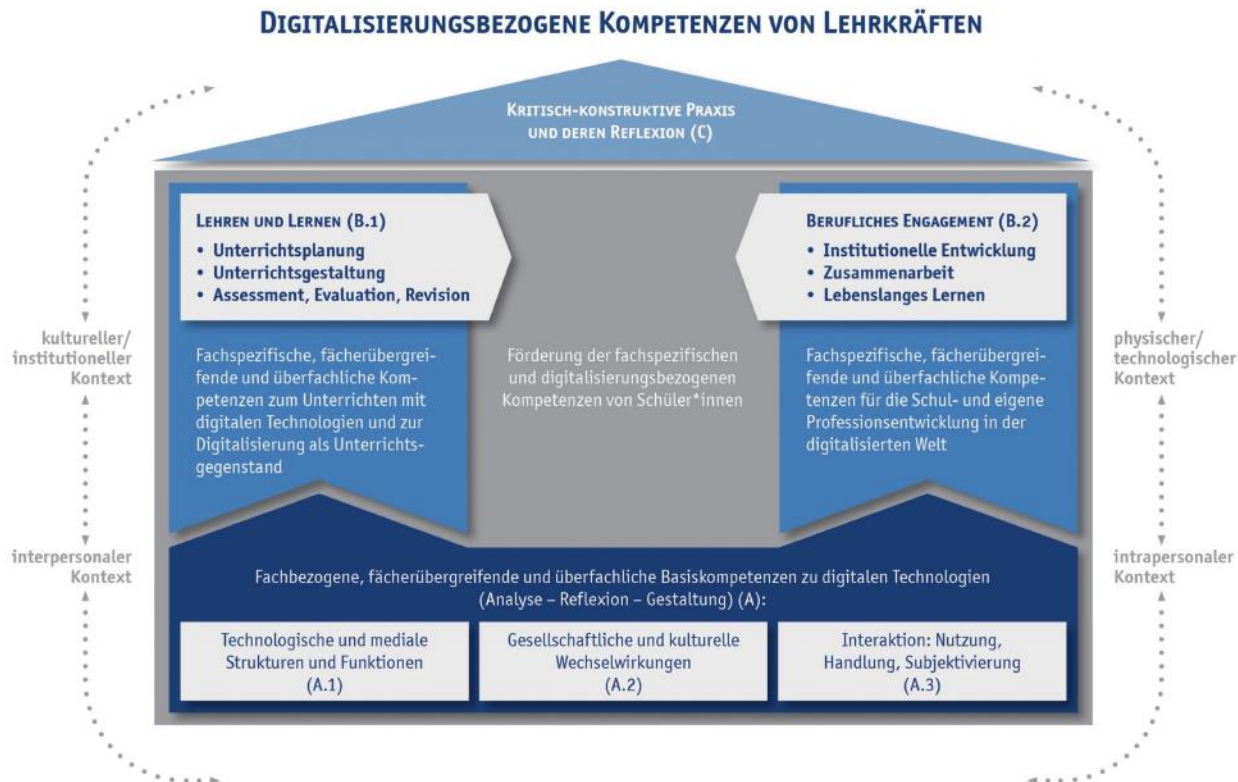 DIGITALISIERUNGSBEZOGENE KOMPETENZEN VON LEHRKRÄFTEN
KRITISCH-KONSTRUKTIVE PRAXIS
UND DEREN REFLEXION (C)
LEHREN UND LERNEN (B.1)
• Unterrichtsplanung
• Unterrichtsgestaltung
• Assessment, Evaluation, Revision
BERUFLICHES ENGAGEMENT (B.2)
• Institutionelle Entwicklung
• Zusammenarbeit
• Lebenslanges Lernen
kultureller/
institutioneller
Kontext
Fachspezifische, fächerübergrei-
fende und überfachliche Kom-
petenzen zum Unterrichten mit
digitalen Technologien und zur
Digitalisierung als Unterrichts-
gegenstand
Förderung der fachspezifischen
und digitalisierungsbezogenen
Kompetenzen von Schüler*innen
Fachspezifische, fächerübergrei-
fende und überfachliche Kompe-
tenzen für die Schul- und eigene
Professionsentwicklung in der
digitalisierten Welt
physischer/
technologischer
Kontext
interpersonaler
Kontext
intrapersonaler
Kontext
Fachbezogene, fächerübergreifende und überfachliche Basiskompetenzen zu digitalen Technologien
(Analyse – Reflexion – Gestaltung) (A):
Technologische und mediale
Strukturen und Funktionen
(A.1)
Gesellschaftliche und kulturelle
Wechselwirkungen
(A.2)
Interaktion: Nutzung,
Handlung, Subjektivierung
(A.3)